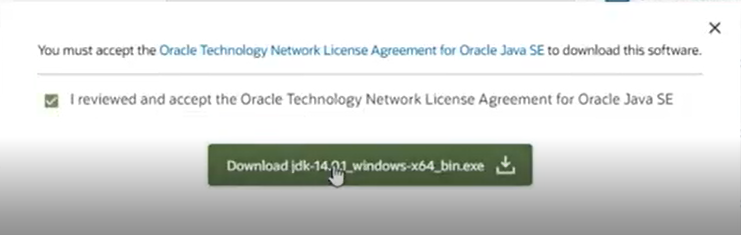 You must accept the Oracle Technology Network License Agreement for Oracle Java SE to download this software.
I reviewed and accept the Oracle Technology Network License Agreement for Oracle Java SE
Download jdk-14.0.1_windows-x64_bin.exe